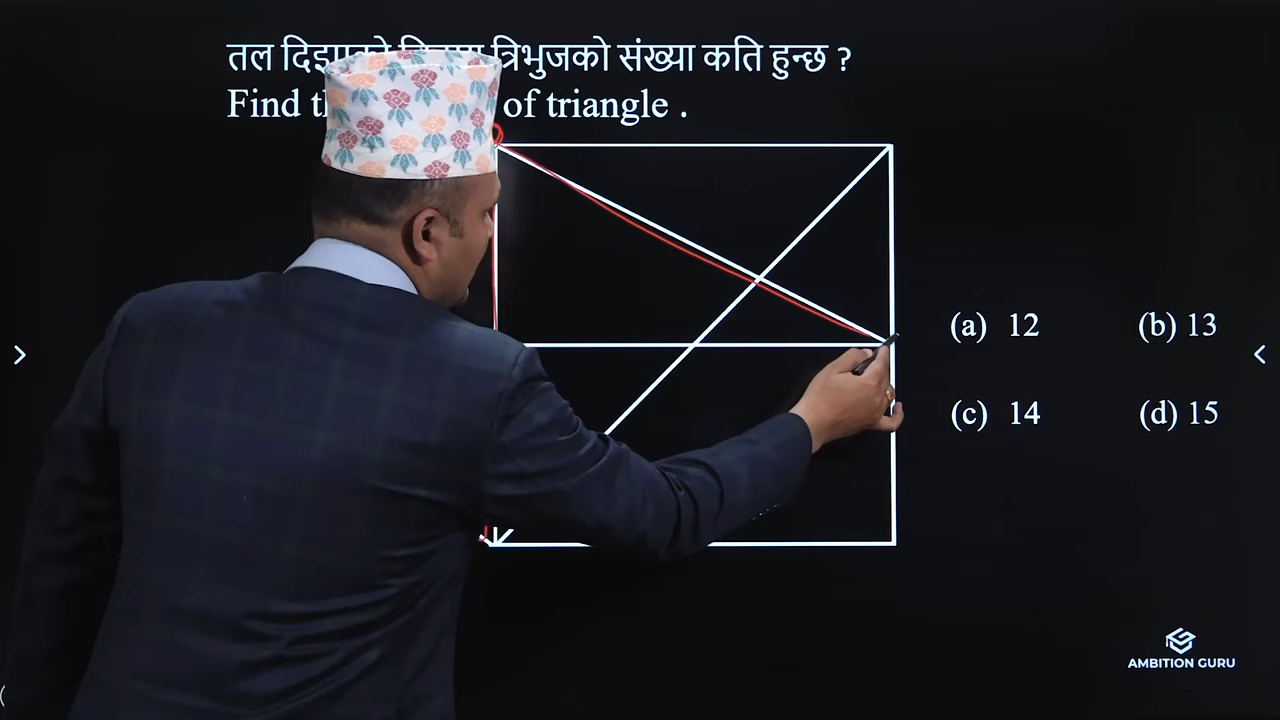 तल त्रिभुजको संख्या कति हुन्छ ?
Find of triangle .
(a) 12 (b) 13
(c) 14 (d) 15
AMBITION GURU